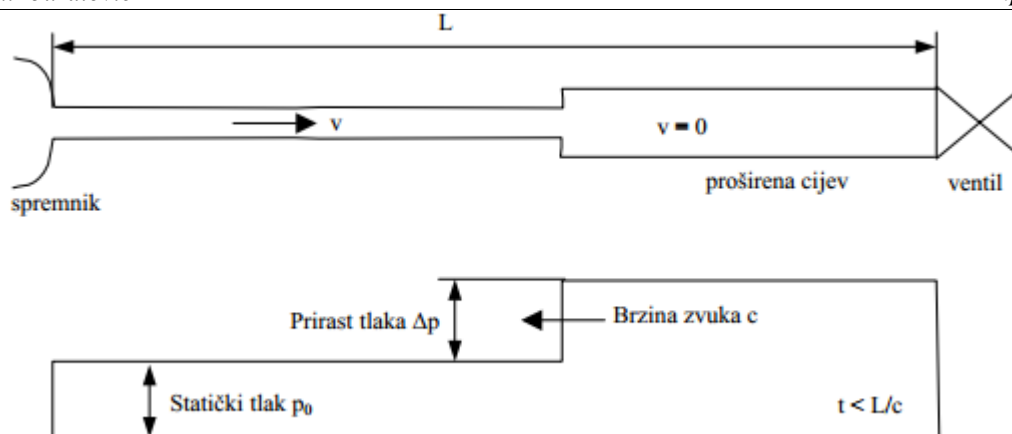 L
v
v = 0
proširena cijev
ventil
spremnik
Prirast tlaka Δp
Brzina zvuka c
Statički tlak p₀
t < L/c